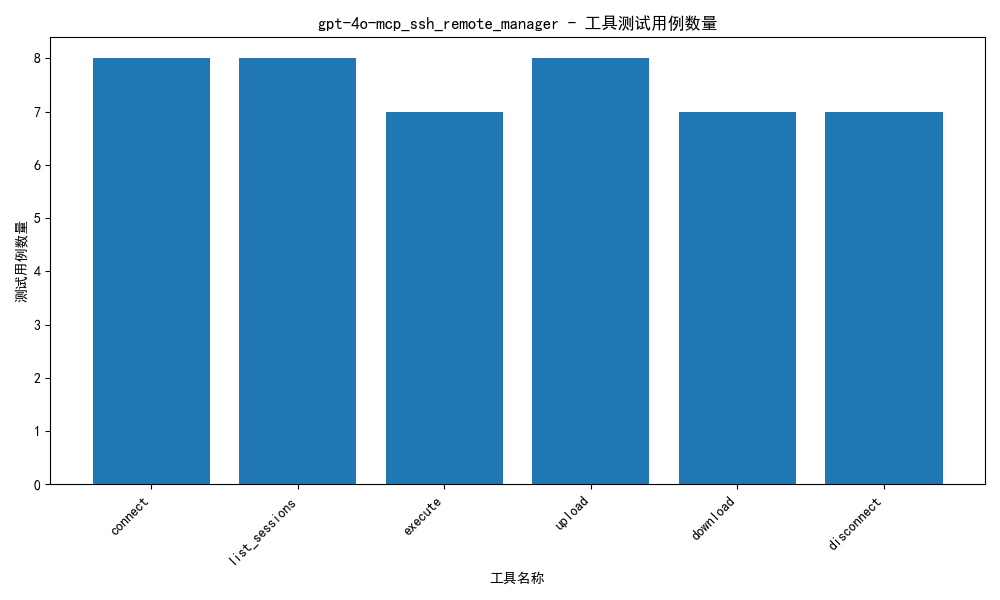 gpt-4o-mcp_ssh_remote_manager - 工具测试用例数量
测试用例数量
8
7
6
5
4
3
2
1
0
connect
list_sessions
execute
upload
download
disconnect
工具名称